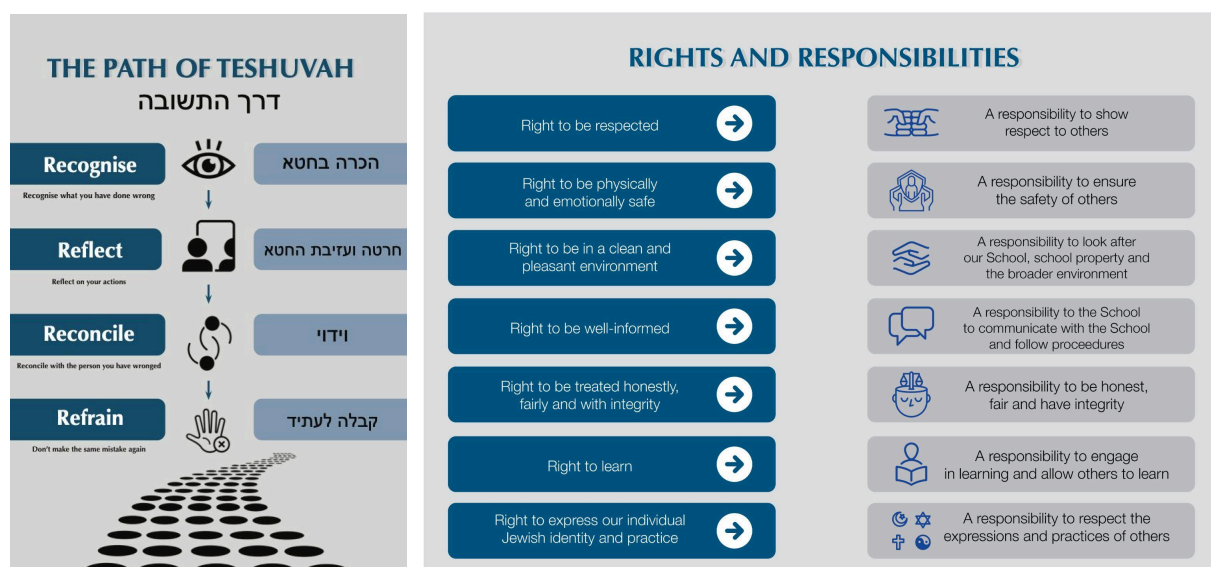 THE PATH OF TESHUVAH
דרך התשובה
Recognise
הכרה בחטא
Recognise what you have done wrong
Reflect
חרטה ועזיבת החטא
Reflect on your actions
Reconcile
וידוי
Reconcile with the person you have wronged
Refrain
קבלה לעתיד
Don't make the same mistake again
RIGHTS AND RESPONSIBILITIES
Right to be respected
A responsibility to show
respect to others
Right to be physically
and emotionally safe
A responsibility to ensure
the safety of others
Right to be in a clean and
pleasant environment
A responsibility to look after
our School, school property and
the broader environment
Right to be well-informed
A responsibility to the School
to communicate with the School
and follow proceedures
Right to be treated honestly,
fairly and with integrity
A responsibility to be honest,
fair and have integrity
Right to learn
A responsibility to engage
in learning and allow others to learn
Right to express our individual
Jewish identity and practice
A responsibility to respect the
expressions and practices of others